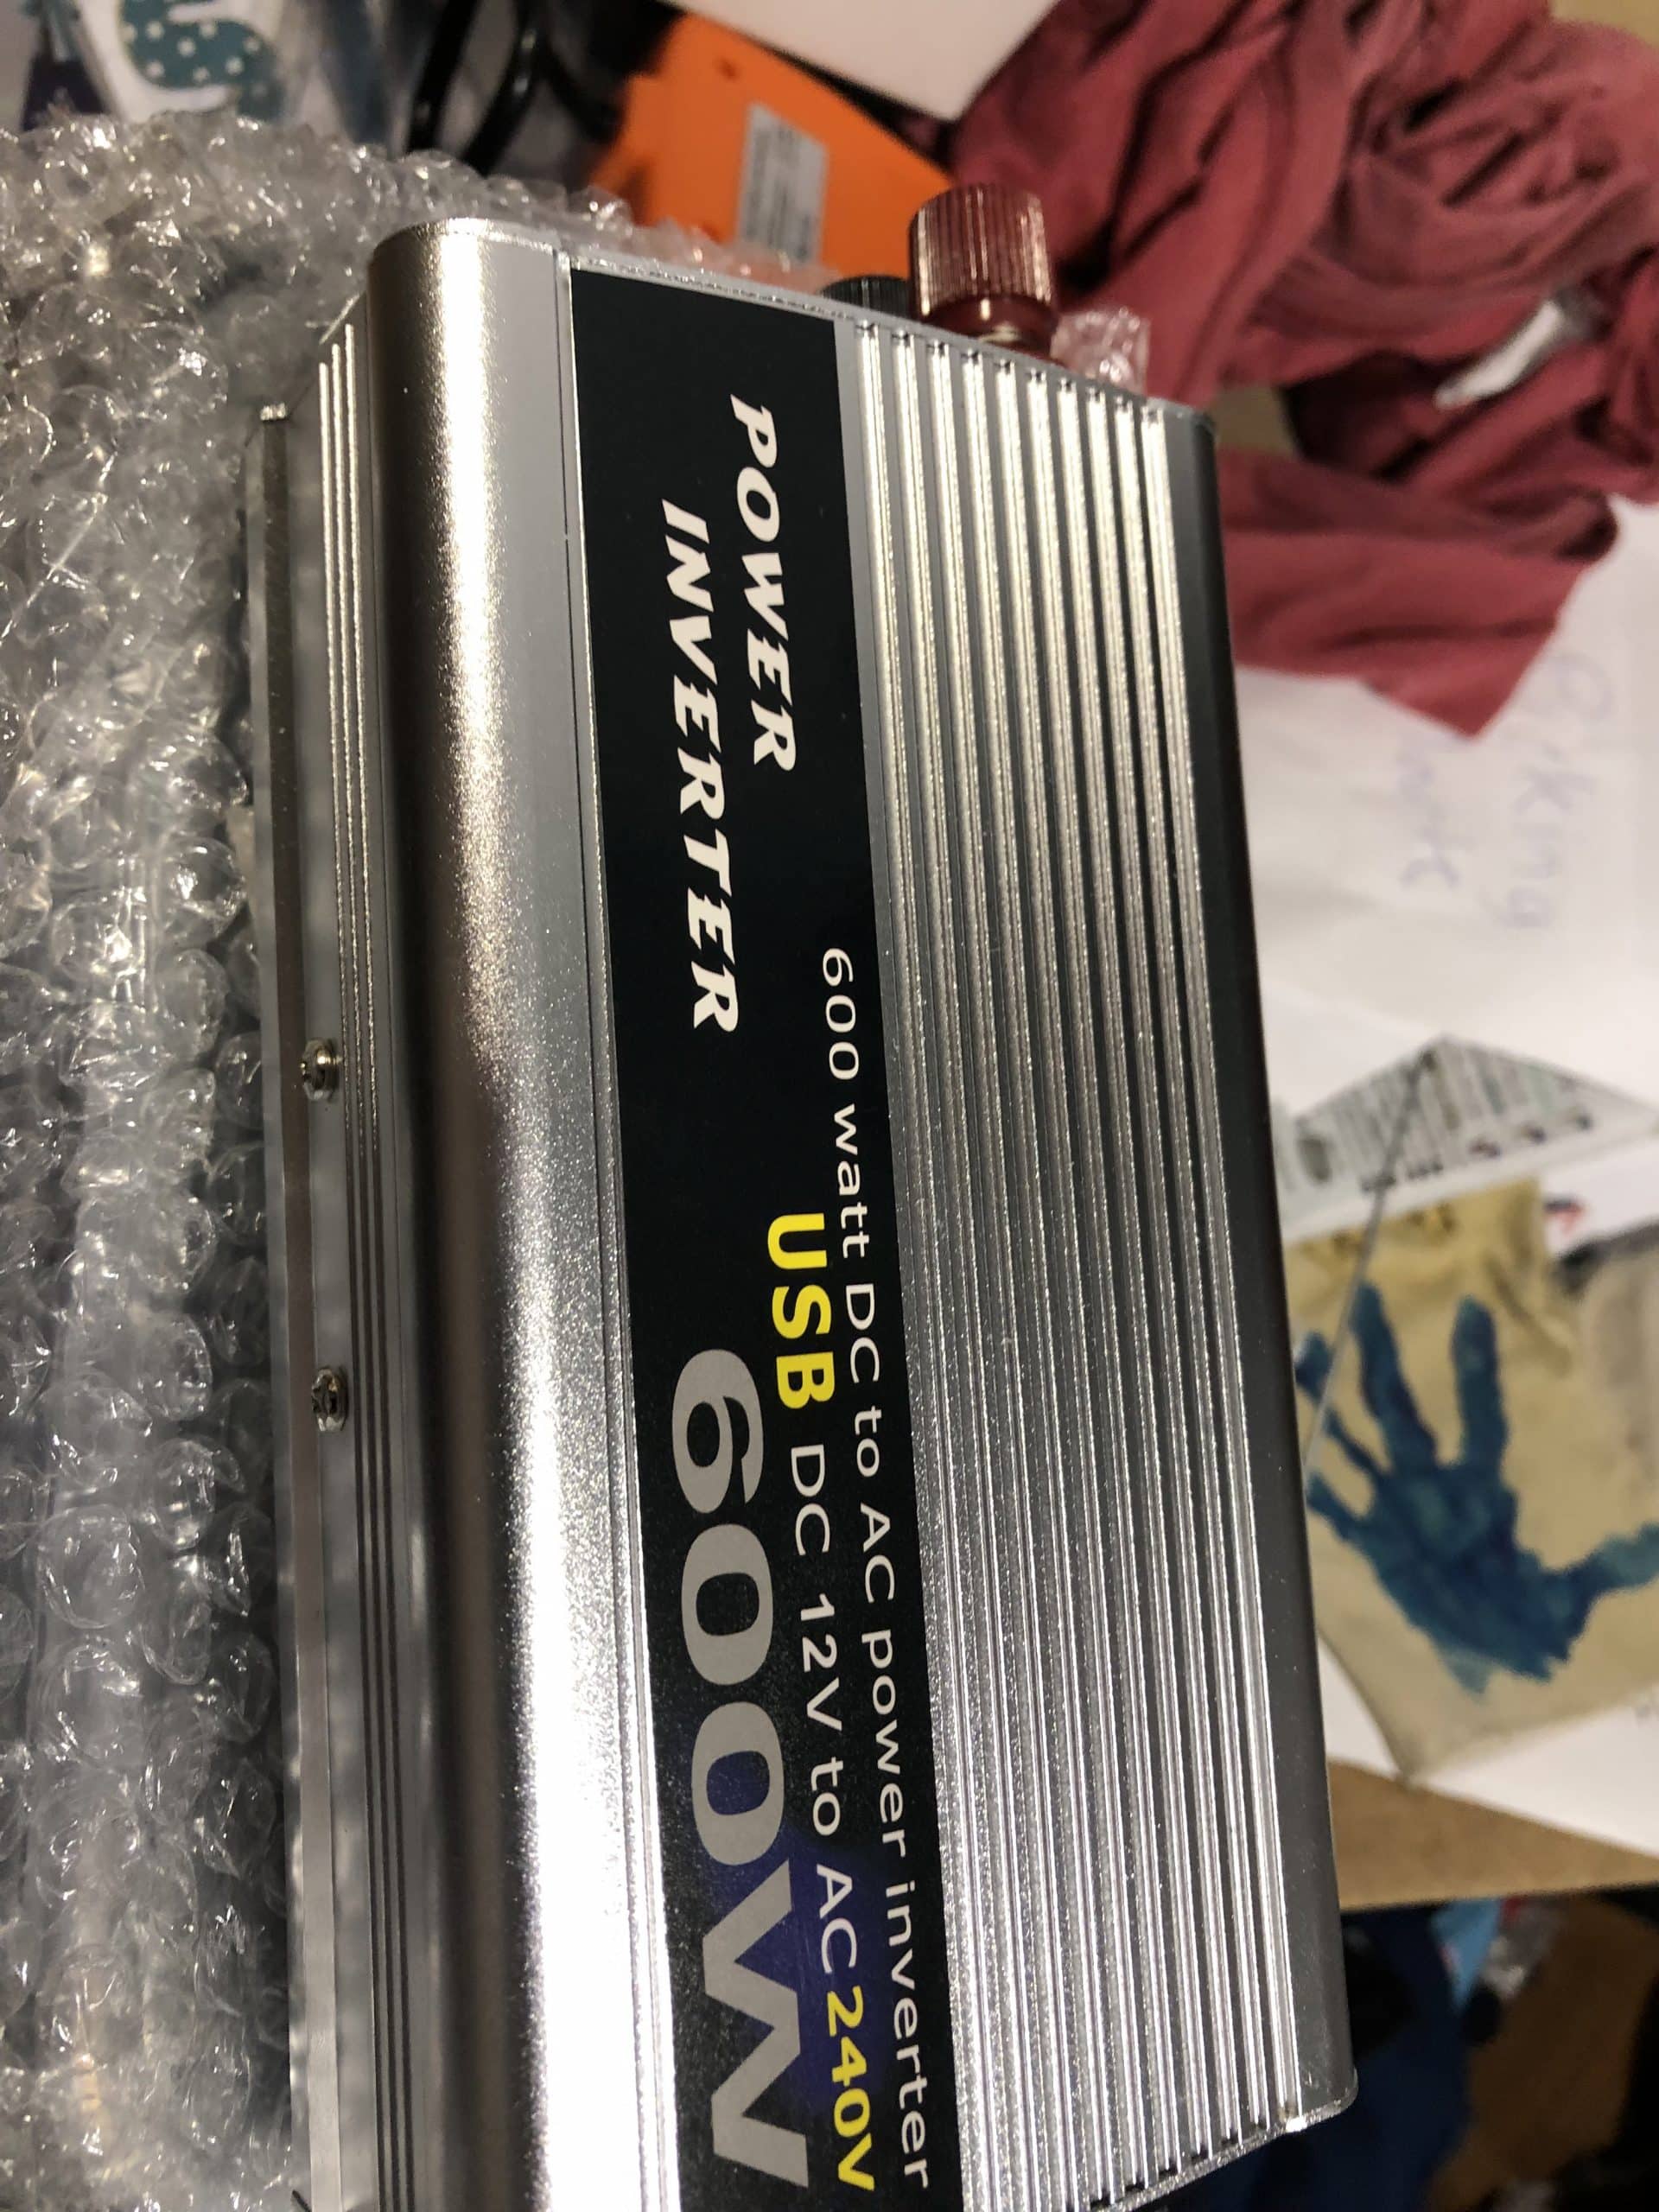 POWER
INVERTER
600 watt DC to AC power inverter
USB DC 12V to AC 240V
600W